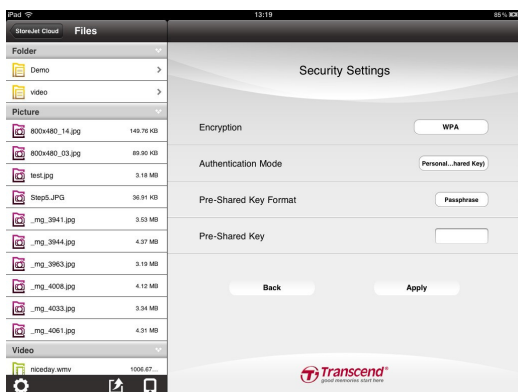 iPad 13:19 85%
StoreJet Cloud Files
Folder
Demo
video
Picture
800x480_14.jpg 149.76 KB
800x480_03.jpg 89.90 KB
test.jpg 3.18 MB
Step5.JPG 36.91 KB
_mg_3941.jpg 3.53 MB
_mg_3944.jpg 4.37 MB
_mg_3963.jpg 3.19 MB
_mg_4008.jpg 4.12 MB
_mg_4033.jpg 3.34 MB
_mg_4061.jpg 4.31 MB
Video
niceday.wmv 1006.67...
Security Settings
Encryption WPA
Authentication Mode Personal...hared Key)
Pre-Shared Key Format Passphrase
Pre-Shared Key
Back Apply
Transcend®
good memories start here